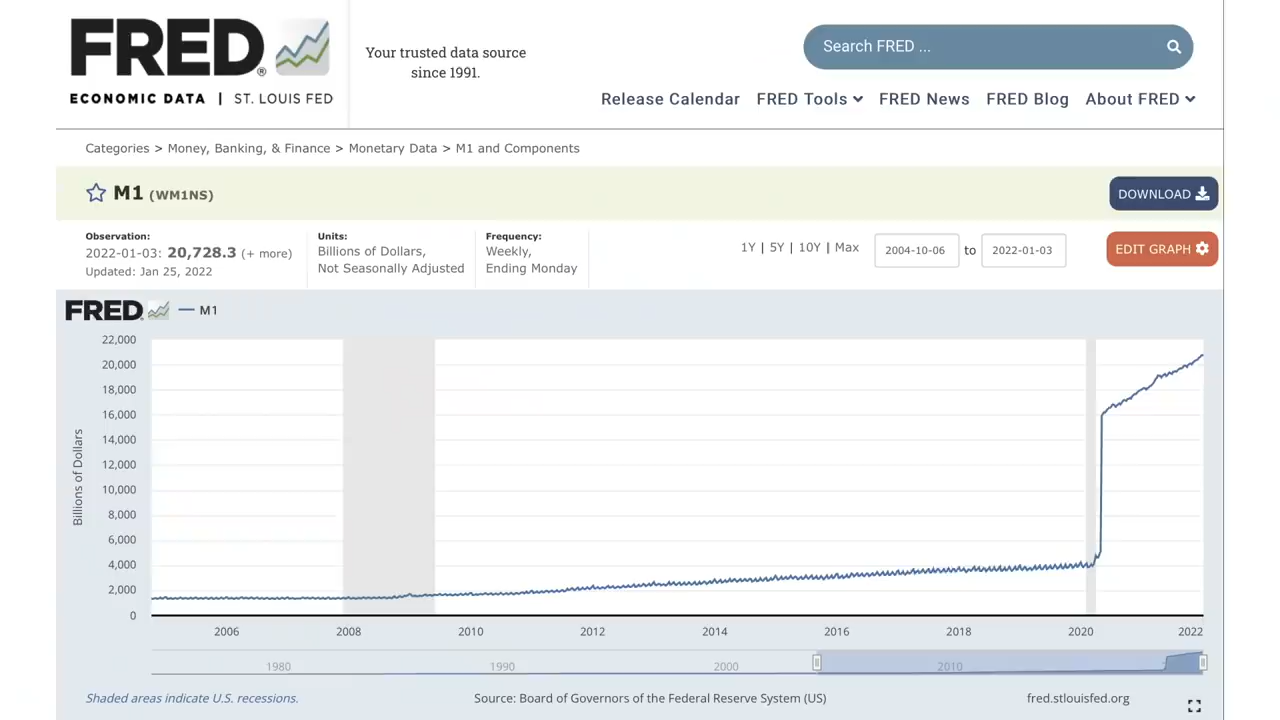 FRED®
ECONOMIC DATA | ST. LOUIS FED
Your trusted data source
since 1991.
Search FRED ...
Release Calendar FRED Tools FRED News FRED Blog About FRED
Categories > Money, Banking, & Finance > Monetary Data > M1 and Components
M1 (WM1NS)
DOWNLOAD
Observation:
2022-01-03: 20,728.3 (+ more)
Updated: Jan 25, 2022
Units:
Billions of Dollars,
Not Seasonally Adjusted
Frequency:
Weekly,
Ending Monday
1Y | 5Y | 10Y | Max
2004-10-06 to 2022-01-03
EDIT GRAPH
FRED M1
Billions of Dollars
22,000
20,000
18,000
16,000
14,000
12,000
10,000
8,000
6,000
4,000
2,000
0
2006 2008 2010 2012 2014 2016 2018 2020 2022
1980 1990 2000 2010
Shaded areas indicate U.S. recessions.
Source: Board of Governors of the Federal Reserve System (US)
fred.stlouisfed.org